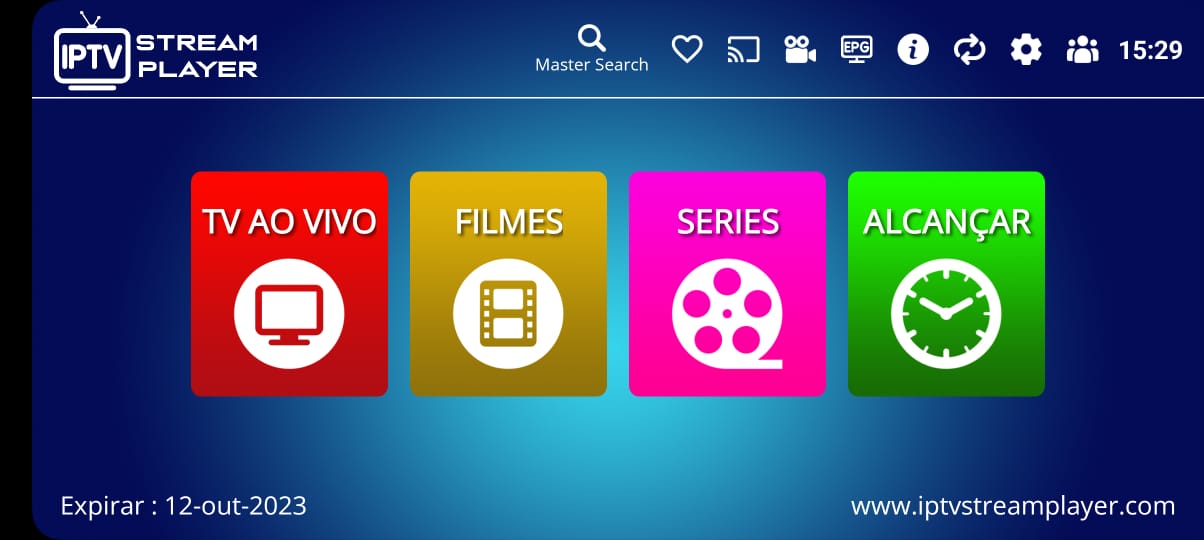 IPTV STREAM PLAYER
Master Search
EPG
15:29
TV AO VIVO
FILMES
SERIES
ALCANÇAR
Expirar : 12-out-2023
www.iptvstreamplayer.com